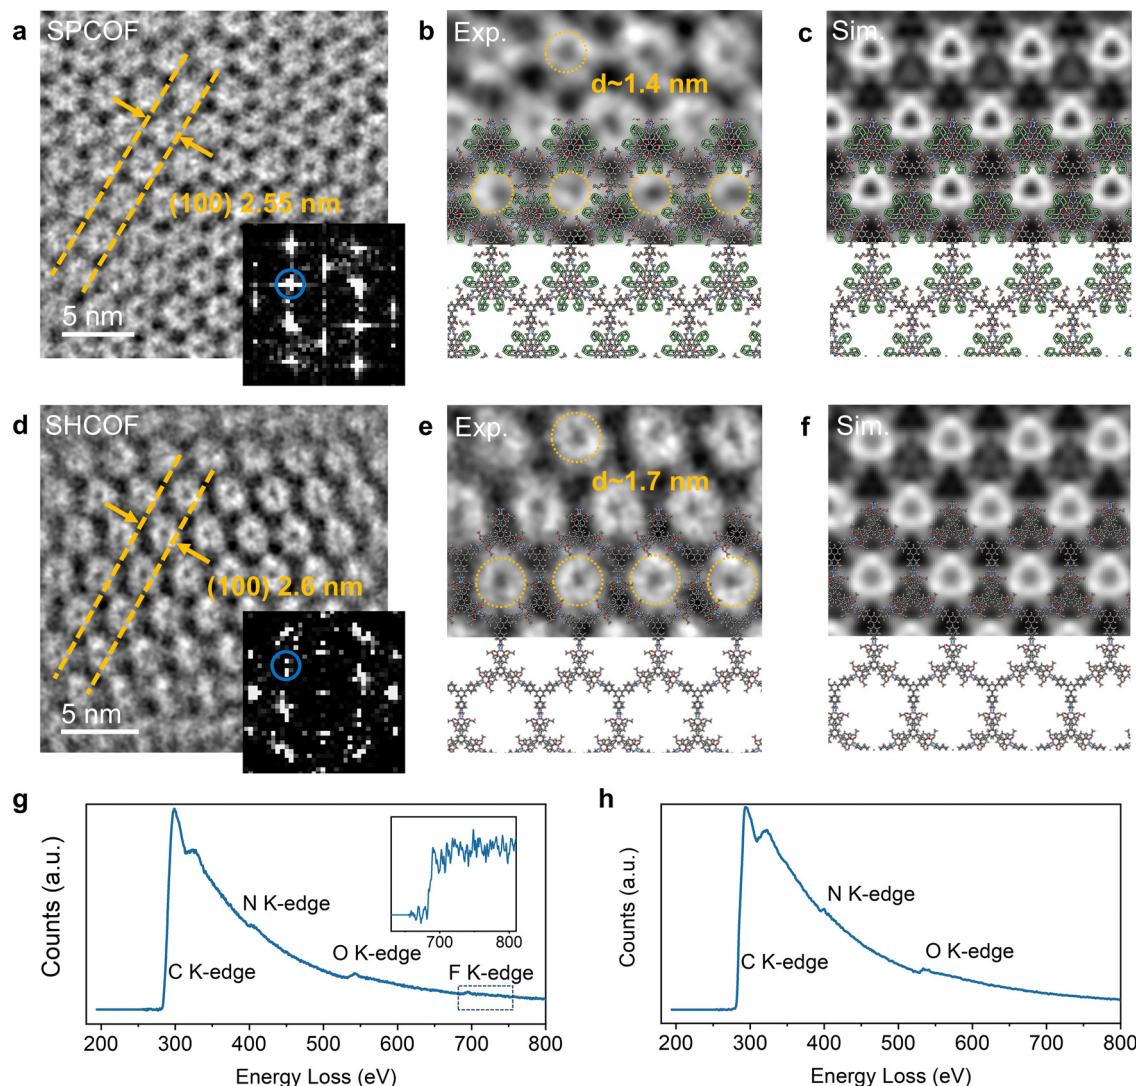 a SPCOF
(100) 2.55 nm
5 nm
b Exp.
d~1.4 nm
c Sim.
d SHCOF
(100) 2.6 nm
5 nm
e Exp.
d~1.7 nm
f Sim.
g
Counts (a.u.)
C K-edge
N K-edge
O K-edge
F K-edge
700 800
200 300 400 500 600 700 800
Energy Loss (eV)
h
Counts (a.u.)
C K-edge
N K-edge
O K-edge
200 300 400 500 600 700 800
Energy Loss (eV)